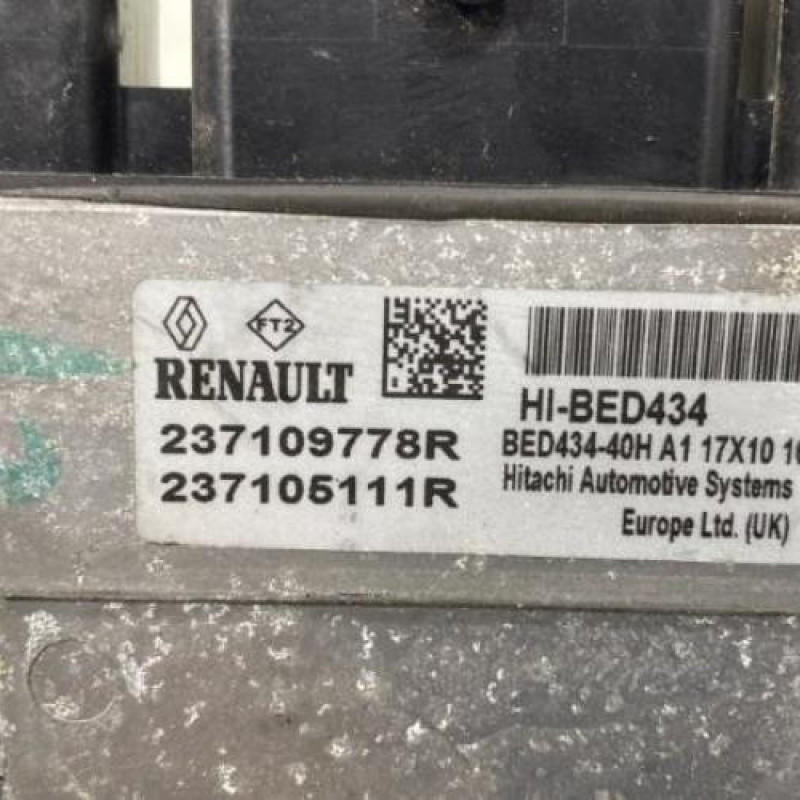 FT2
RENAULT
237109778R
237105111R
HI-BED434
BED434-40H A1 17X10
Hitachi Automotive Systems
Europe Ltd. (UK)